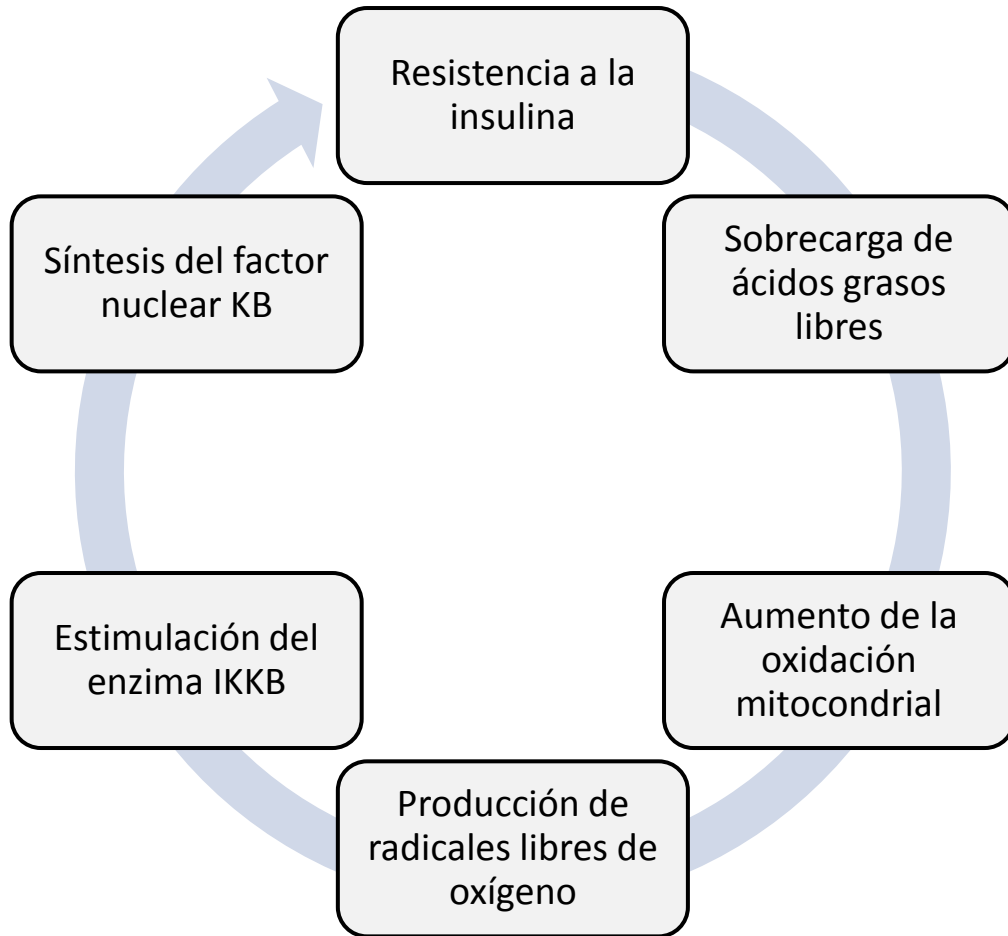 Resistencia a la
insulina
Sobrecarga de
ácidos grasos
libres
Aumento de la
oxidación
mitocondrial
Producción de
radicales libres de
oxígeno
Estimulación del
enzima IKKB
Síntesis del factor
nuclear KB